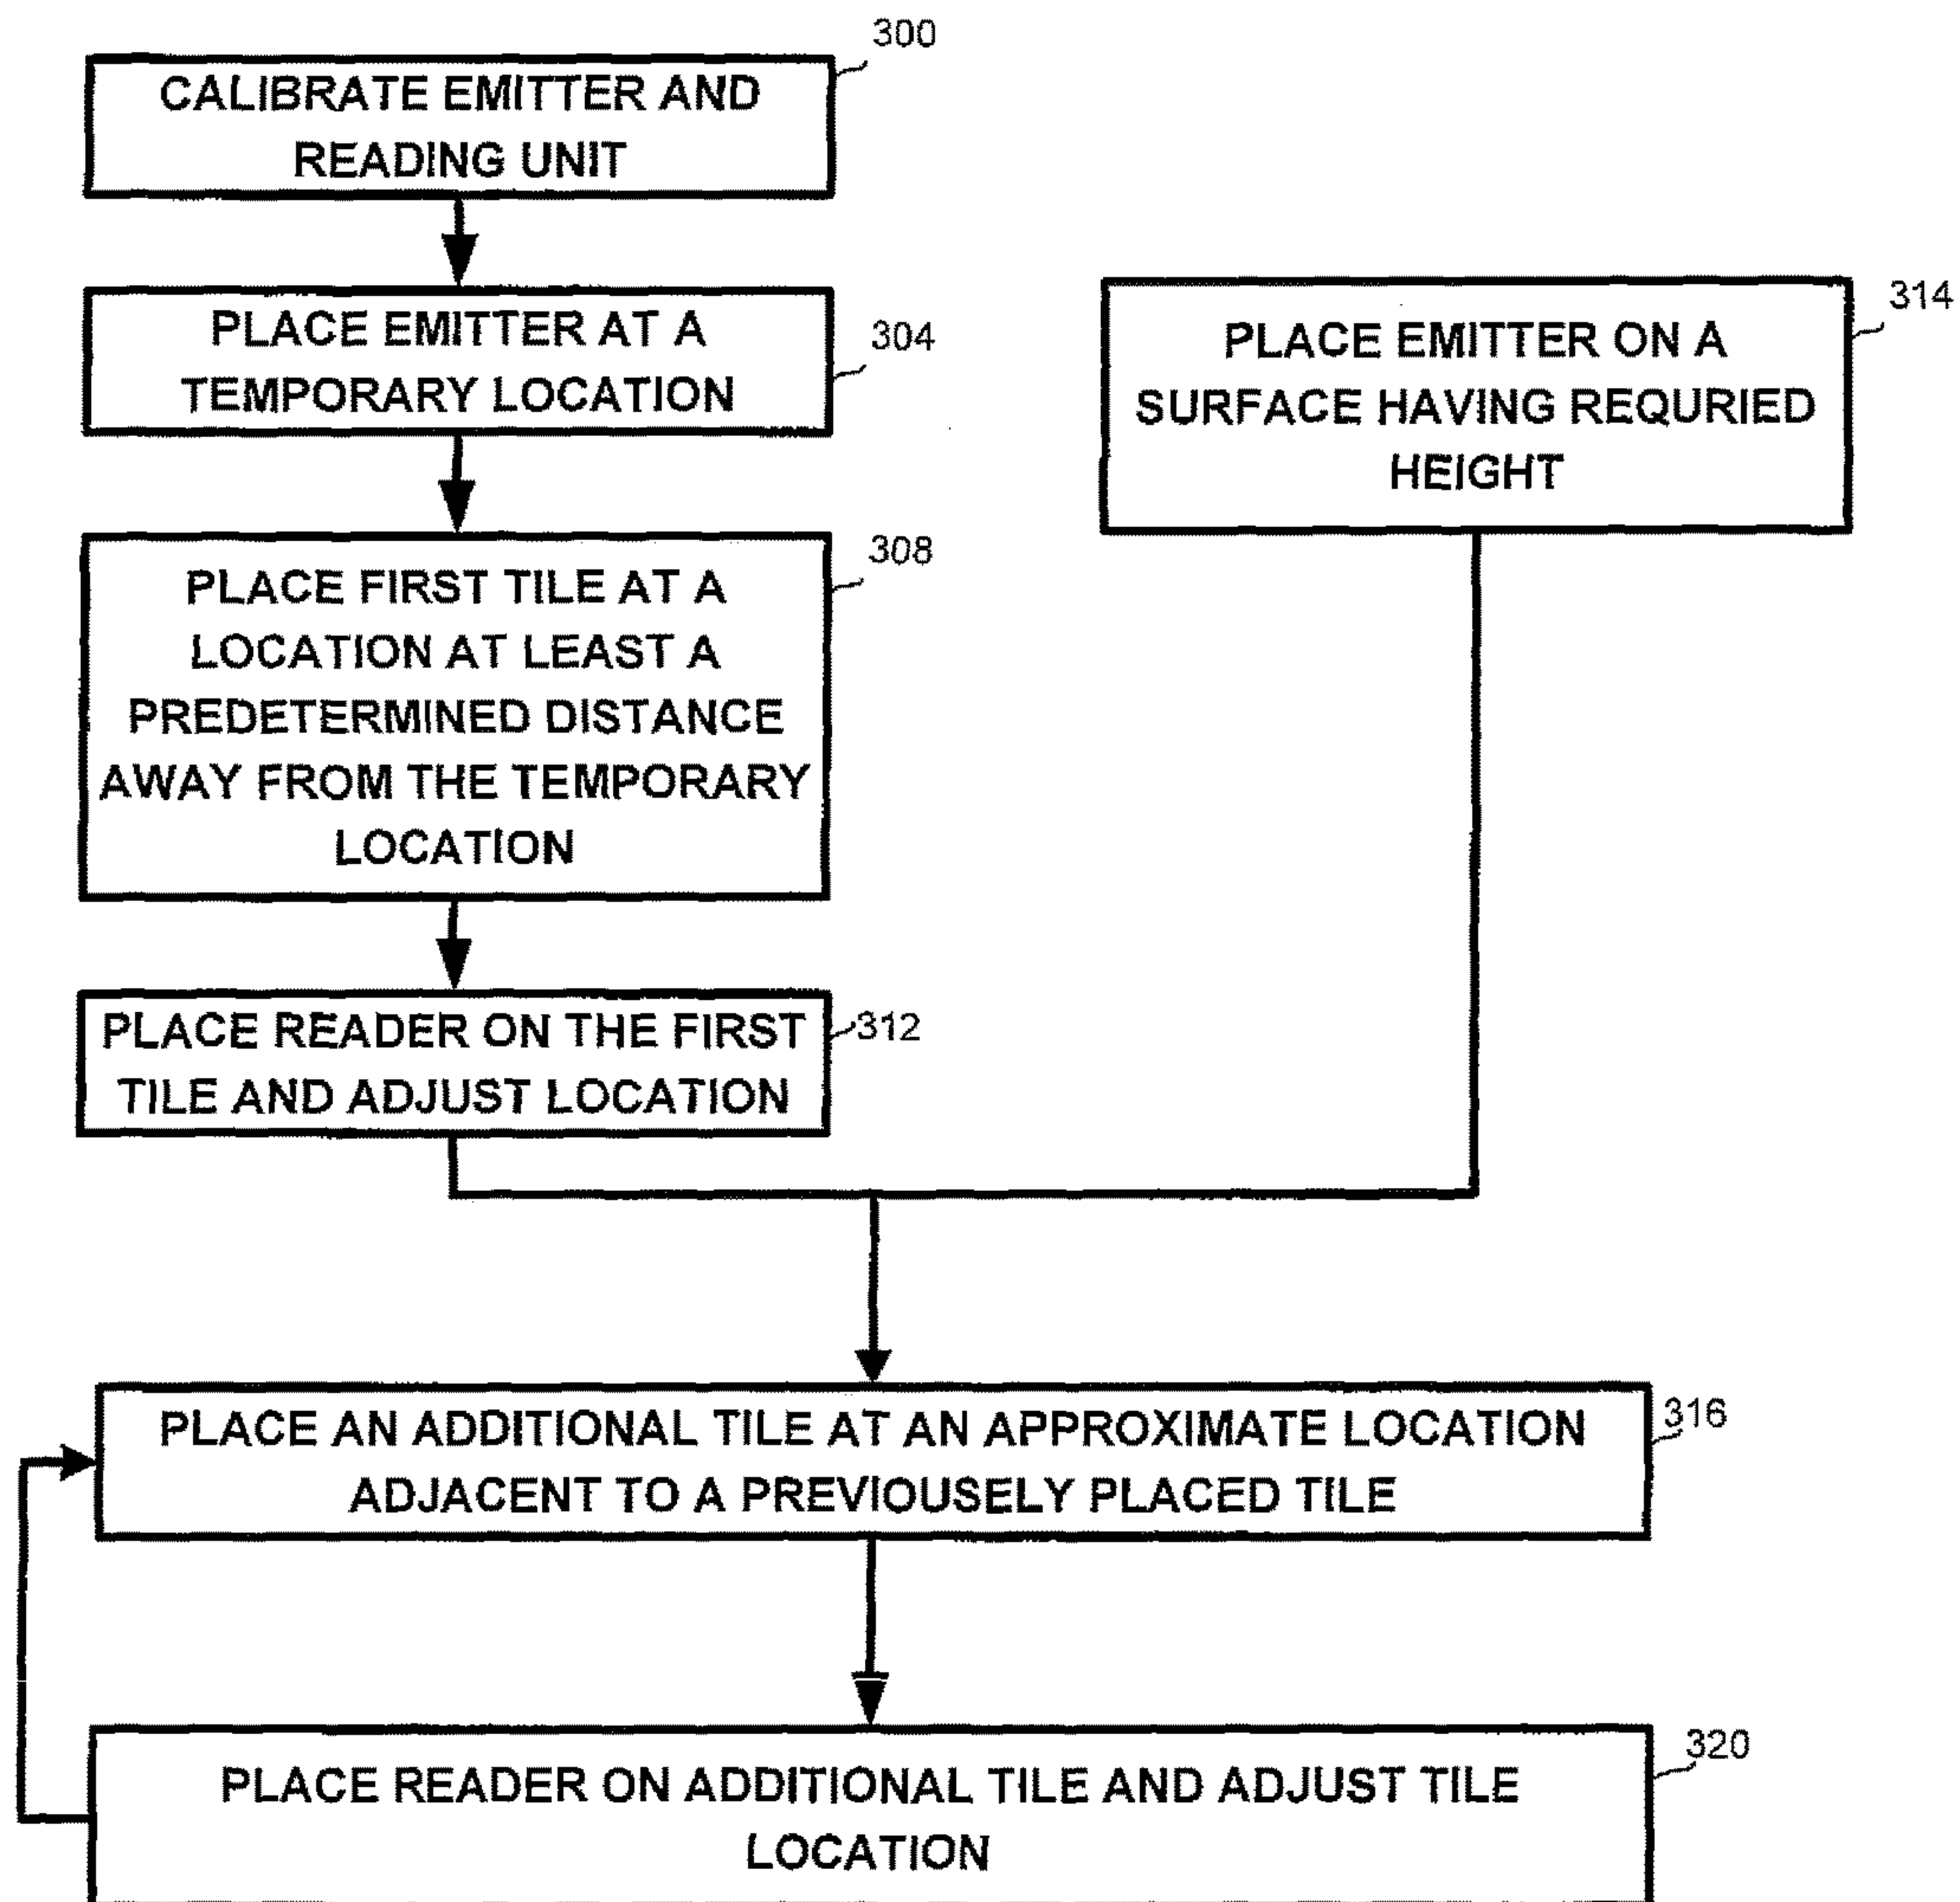 300
CALIBRATE EMITTER AND
READING UNIT
304
PLACE EMITTER AT A
TEMPORARY LOCATION
314
PLACE EMITTER ON A
SURFACE HAVING REQURIED
HEIGHT
308
PLACE FIRST TILE AT A
LOCATION AT LEAST A
PREDETERMINED DISTANCE
AWAY FROM THE TEMPORARY
LOCATION
312
PLACE READER ON THE FIRST
TILE AND ADJUST LOCATION
316
PLACE AN ADDITIONAL TILE AT AN APPROXIMATE LOCATION
ADJACENT TO A PREVIOUSELY PLACED TILE
320
PLACE READER ON ADDITIONAL TILE AND ADJUST TILE
LOCATION